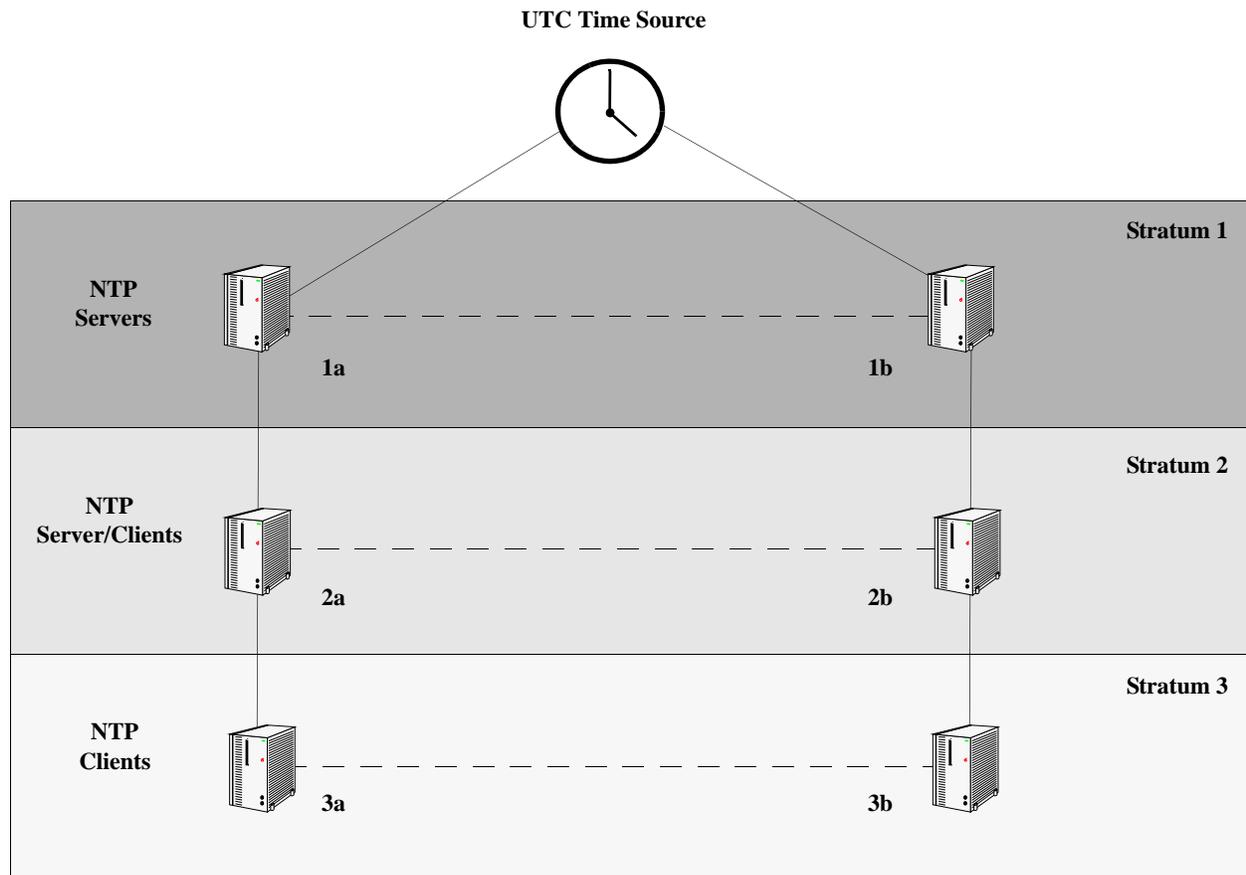 UTC Time Source
Stratum 1
NTP
Servers
1a
1b
Stratum 2
NTP
Server/Clients
2a
2b
Stratum 3
NTP
Clients
3a
3b